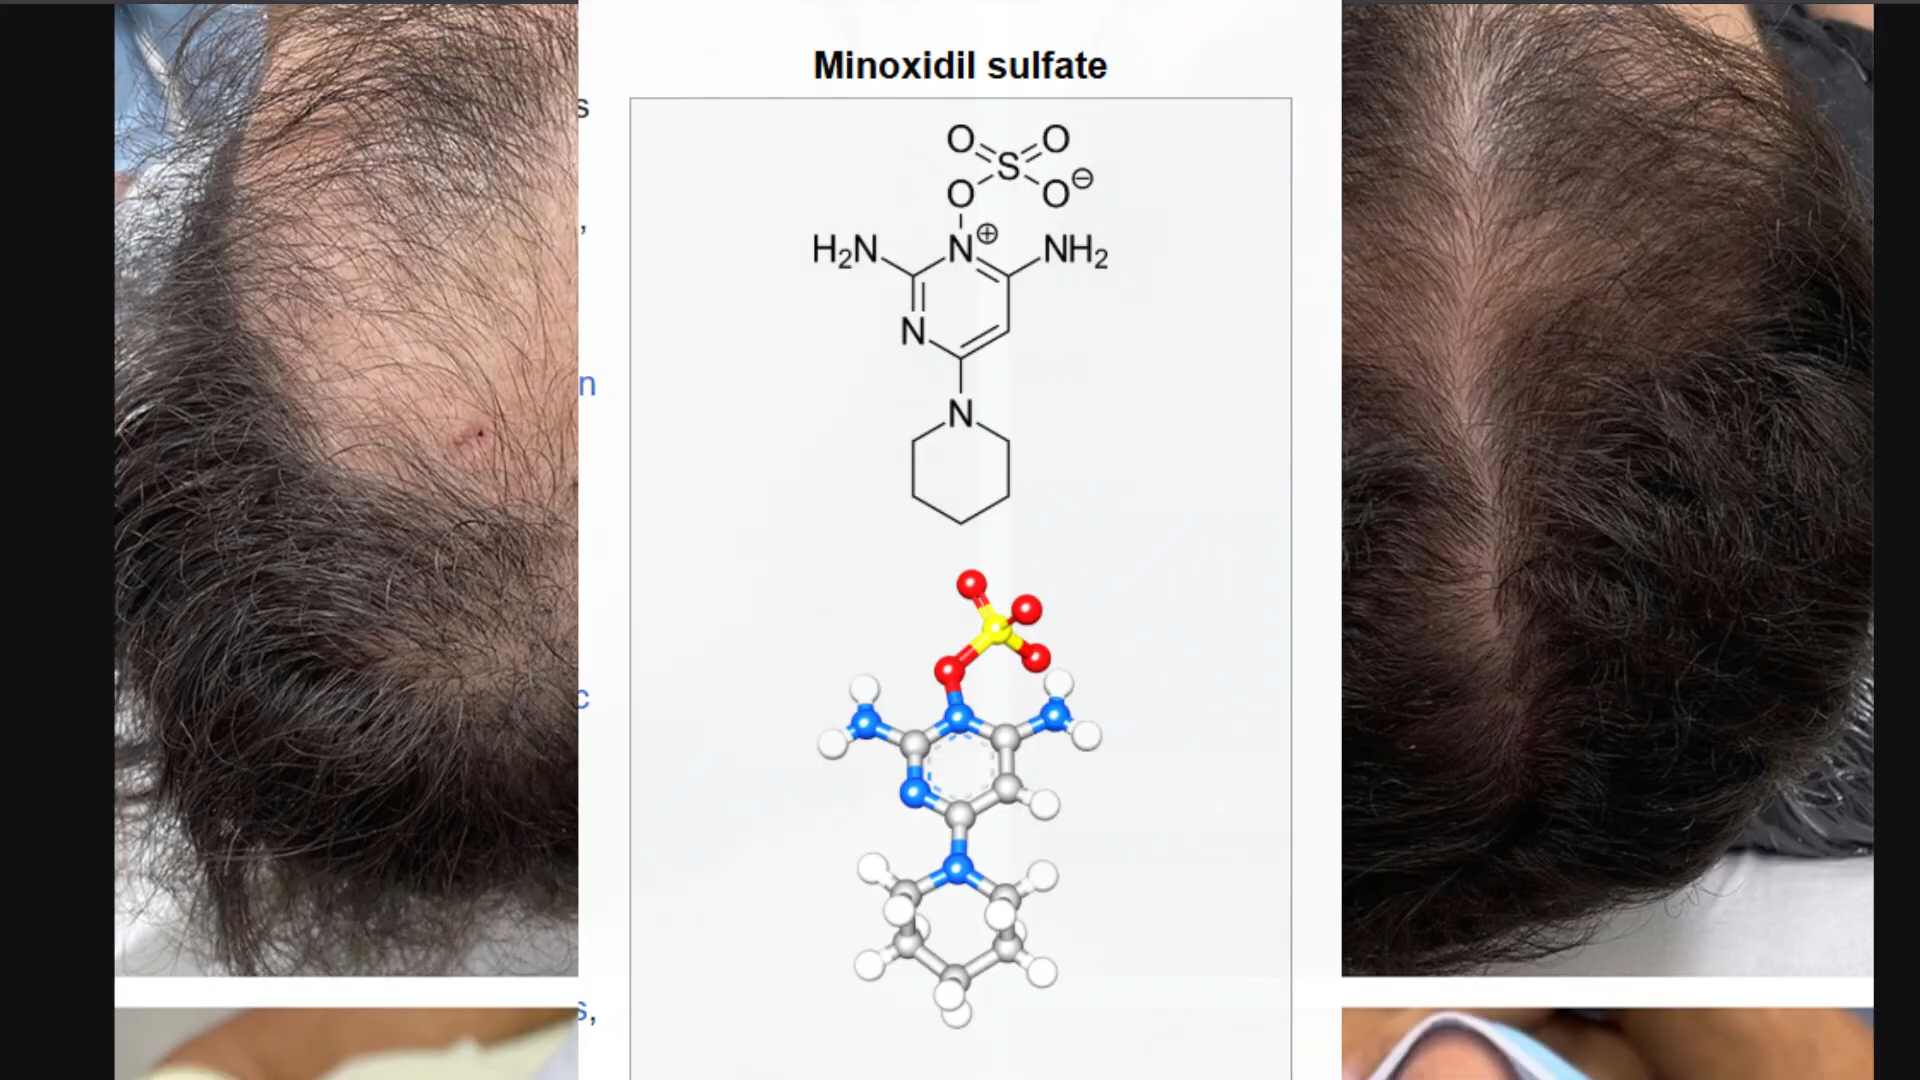 Minoxidil sulfate
s
O O
S
O O⊖
,
H₂N N⊕ NH₂
N
n
N
c
s,